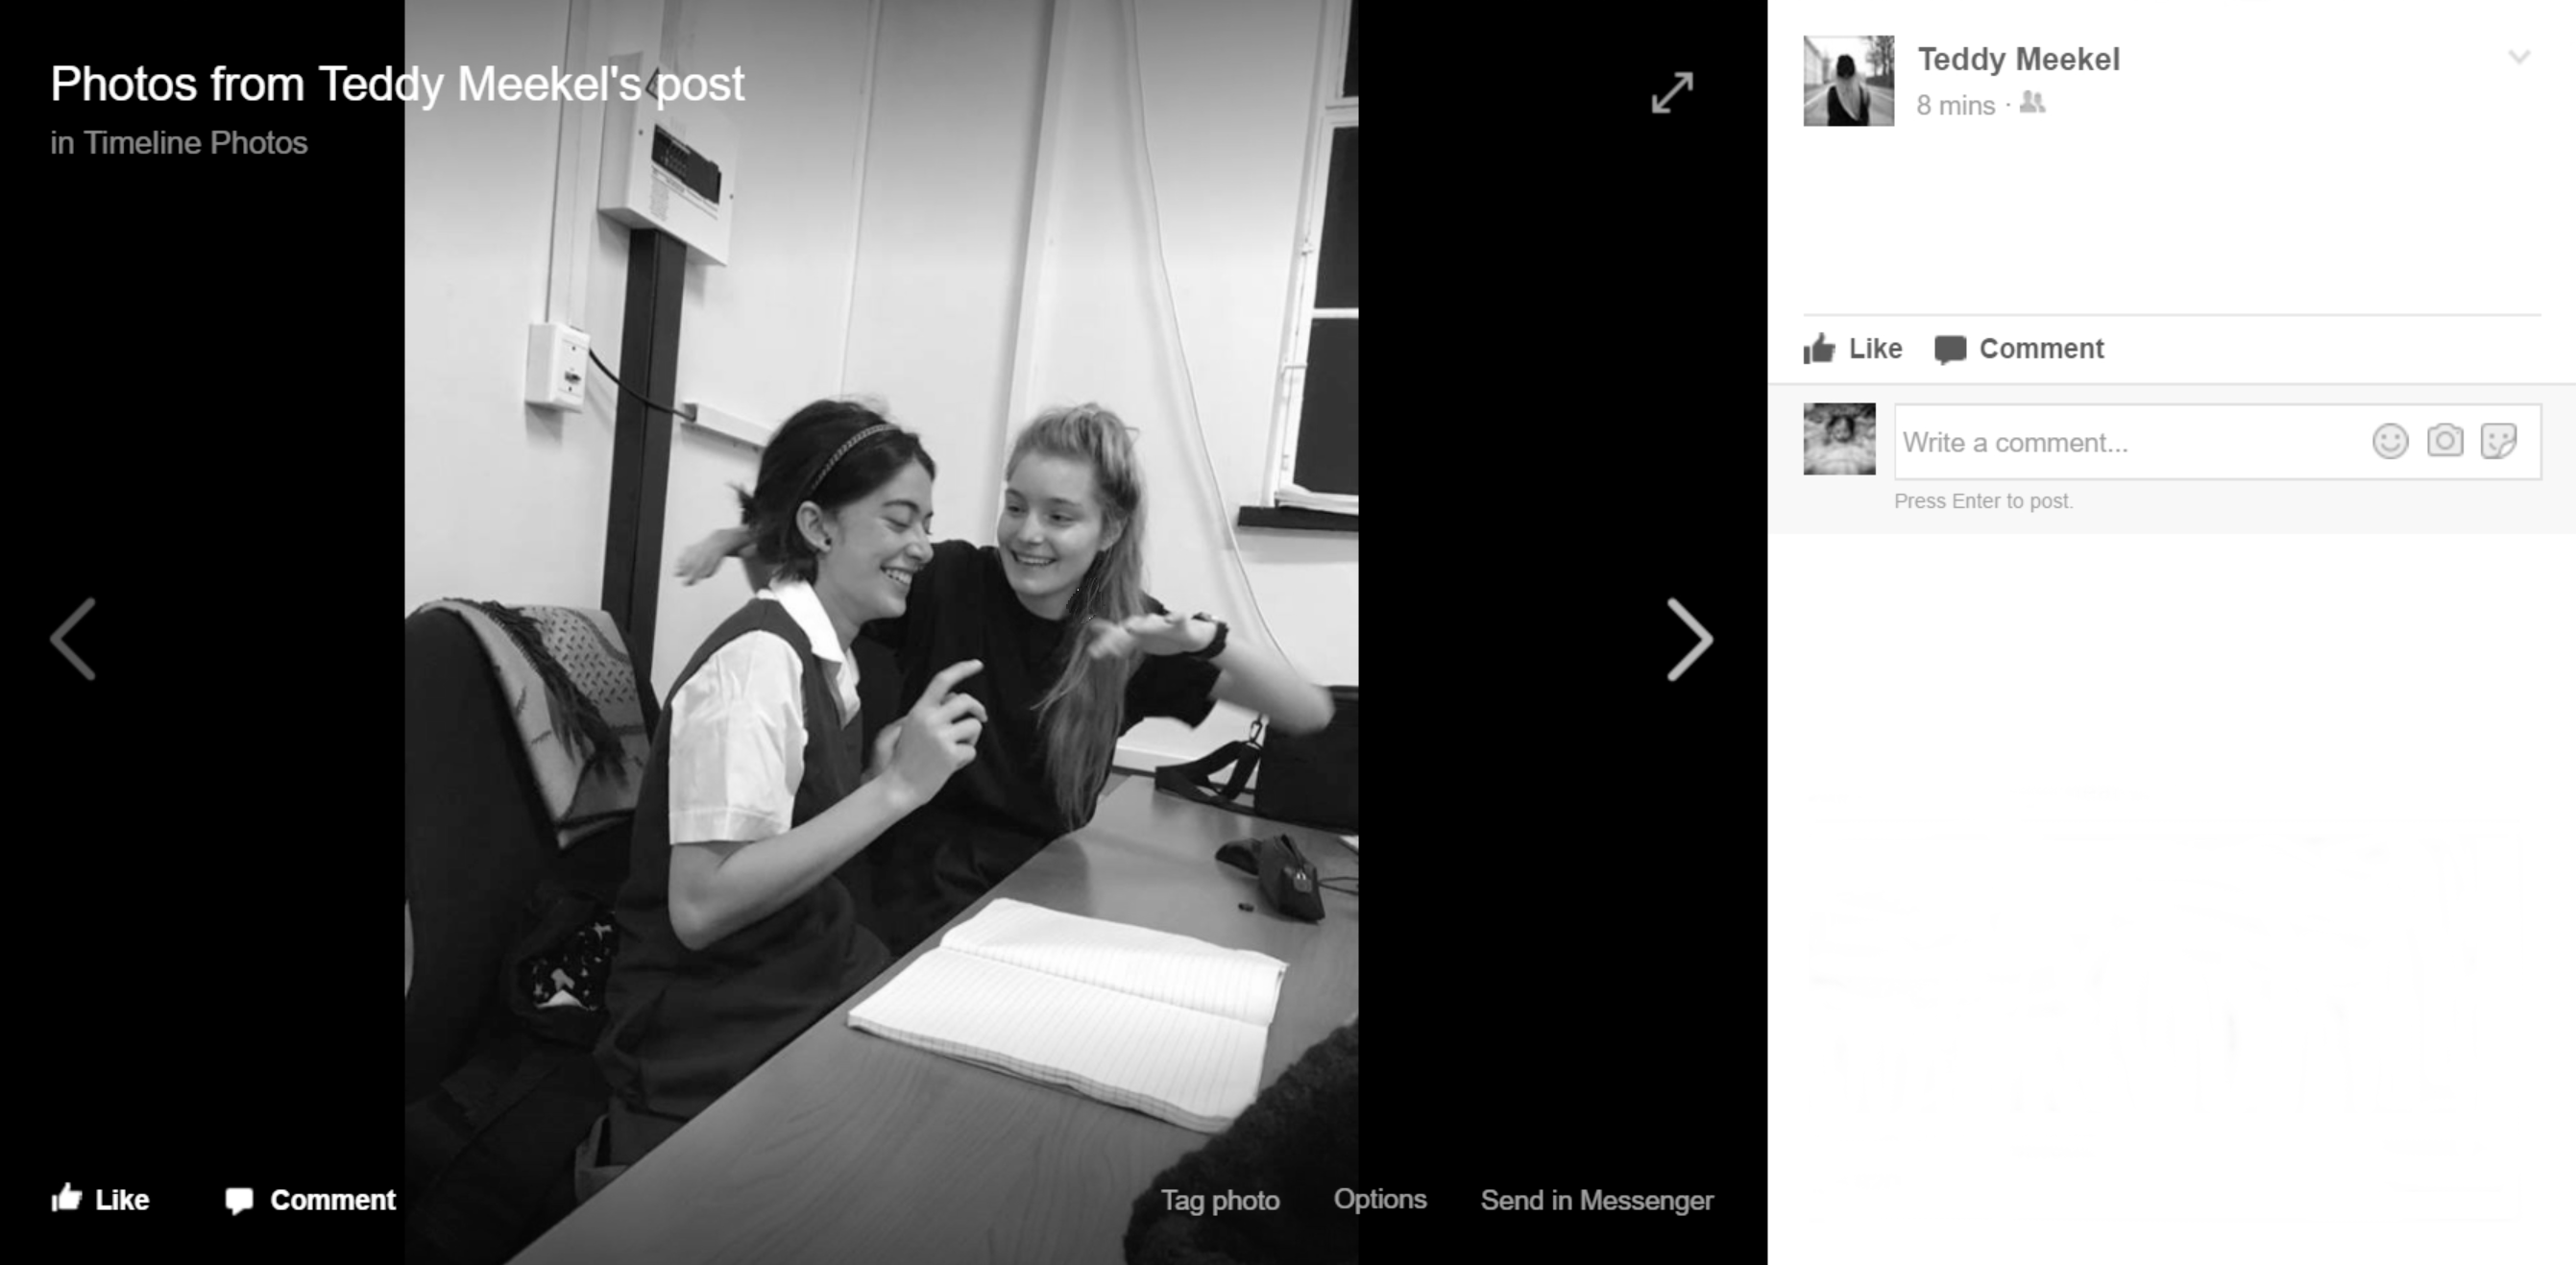 Photos from Teddy Meekel's post
in Timeline Photos
Like
Comment
Tag photo
Options
Send in Messenger
Teddy Meekel
8 mins ·
Like
Comment
Write a comment...
Press Enter to post.